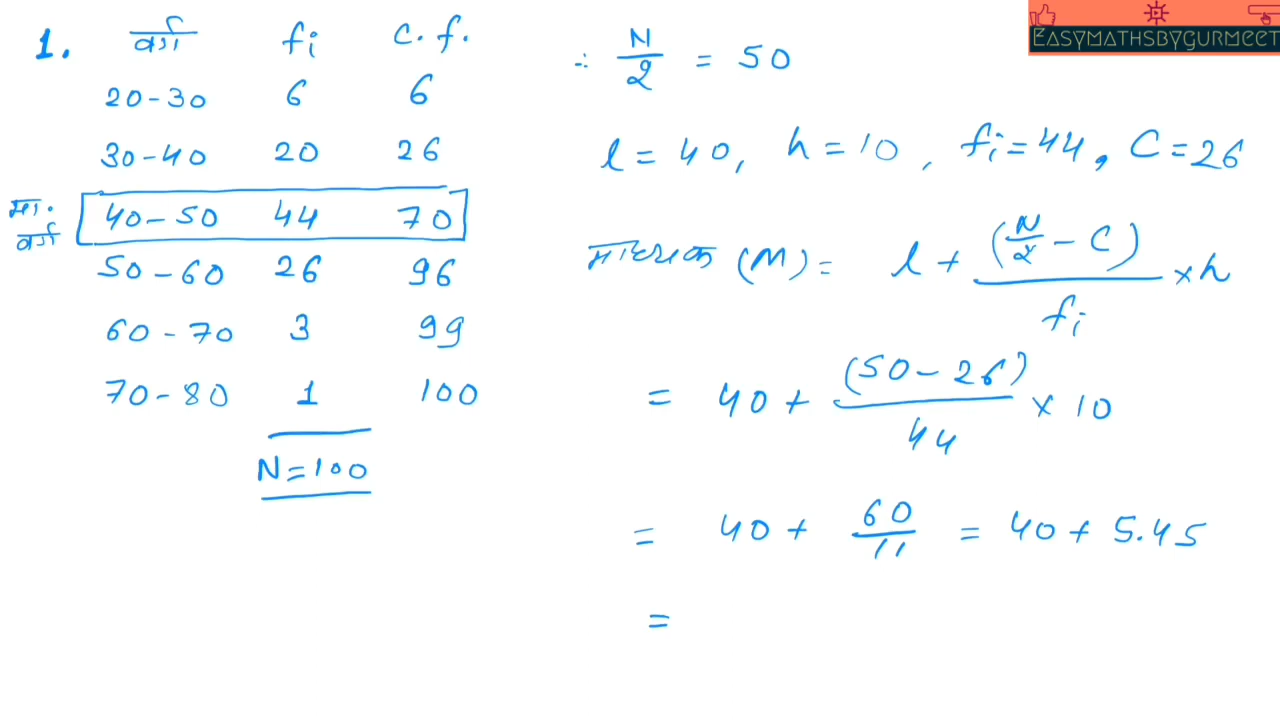 EASYMATHSBYGURMEET
1. वर्ग fi c.f.
20-30 6 6
30-40 20 26
मा. वर्ग 40-50 44 70
50-60 26 96
60-70 3 99
70-80 1 100
N=100
∴ N/2 = 50
l = 40, h = 10, fi = 44, C = 26
माध्यिका (M) = l + (N/2 - C)/fi × h
= 40 + (50-26)/44 × 10
= 40 + 60/11 = 40 + 5.45
=